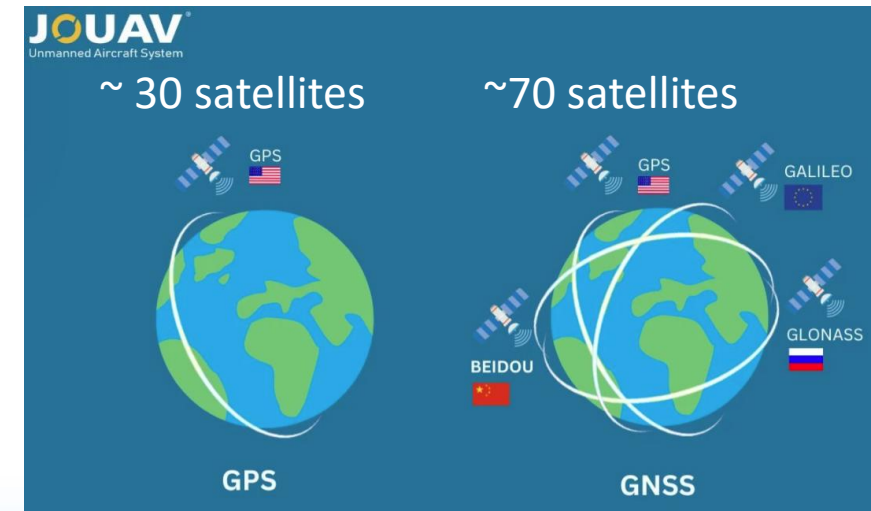 JOUAV
Unmanned Aircraft System
~ 30 satellites
~70 satellites
GPS
GPS
GALILEO
BEIDOU
GLONASS
GPS
GNSS